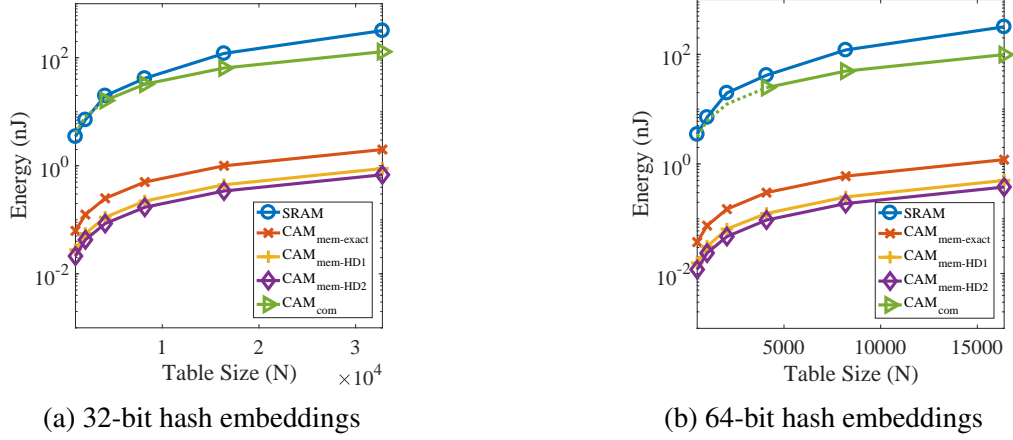 Energy (nJ)
10^2
10^0
10^-2
SRAM
CAM_mem-exact
CAM_mem-HD1
CAM_mem-HD2
CAM_com
1 2 3
Table Size (N) ×10^4
(a) 32-bit hash embeddings
Energy (nJ)
10^2
10^0
10^-2
SRAM
CAM_mem-exact
CAM_mem-HD1
CAM_mem-HD2
CAM_com
5000 10000 15000
Table Size (N)
(b) 64-bit hash embeddings